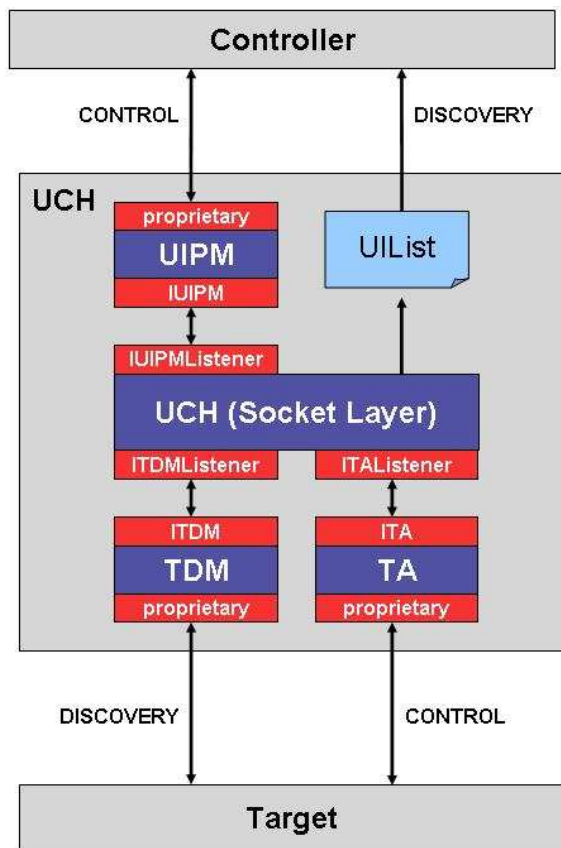 Controller
CONTROL
DISCOVERY
UCH
proprietary
UIPM
IUIPM
UIList
IUIPMListener
UCH (Socket Layer)
ITDMListener
ITAListener
ITDM
ITA
TDM
TA
proprietary
proprietary
DISCOVERY
CONTROL
Target